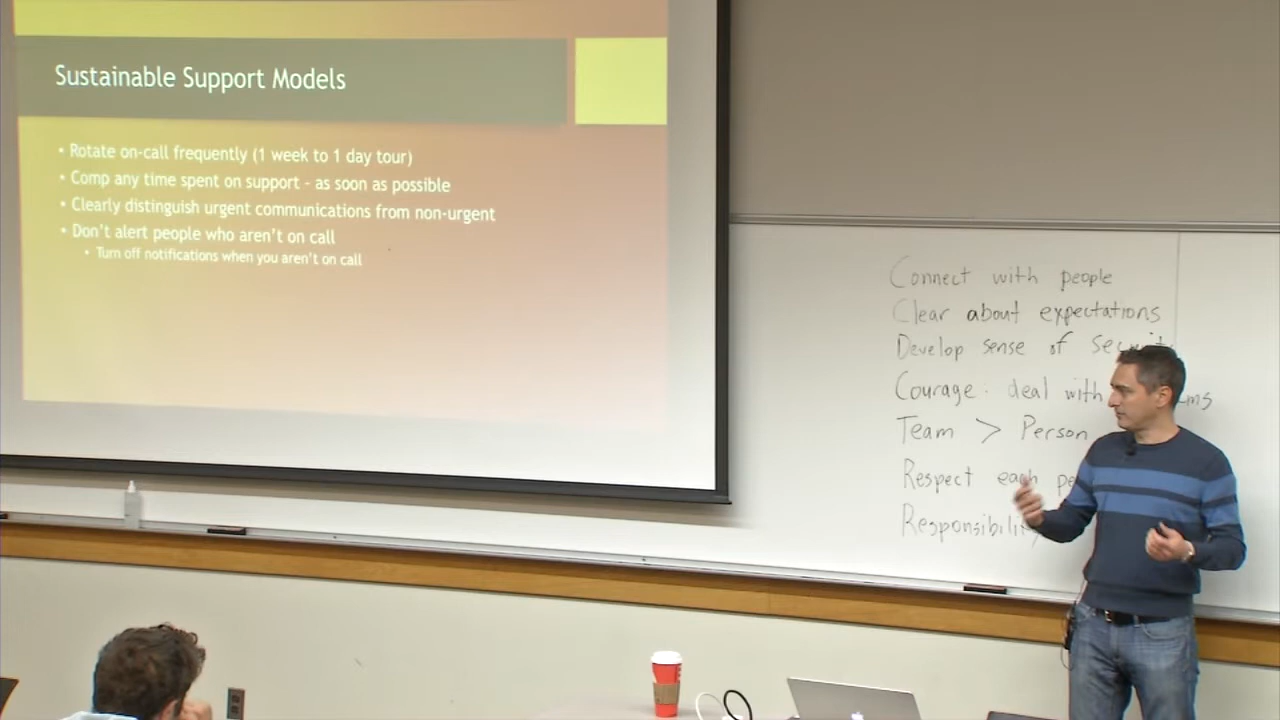 Sustainable Support Models
• Rotate on-call frequently (1 week to 1 day tour)
• Comp any time spent on support - as soon as possible
• Clearly distinguish urgent communications from non-urgent
• Don't alert people who aren't on call
• Turn off notifications when you aren't on call
Connect with people
Clear about expectations
Develop sense of
Courage: deal with
Team > Person
Respect each